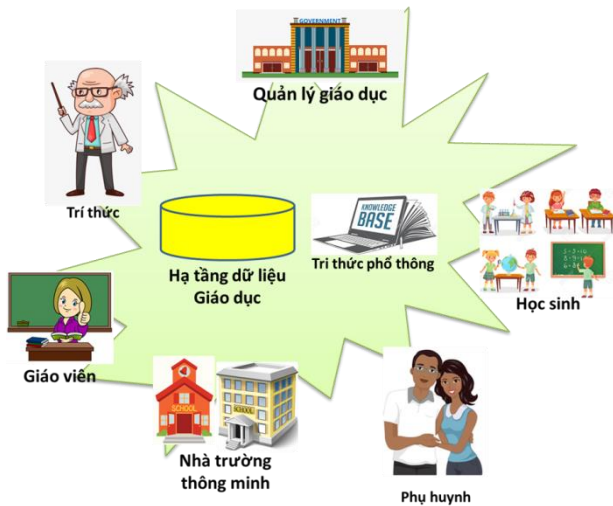 GOVERNMENT
Quản lý giáo dục
Trí thức
KNOWLEDGE
BASE
Hạ tầng dữ liệu
Giáo dục
Tri thức phổ thông
Học sinh
Giáo viên
SCHOOL
SCHOOL
Nhà trường
thông minh
Phụ huynh